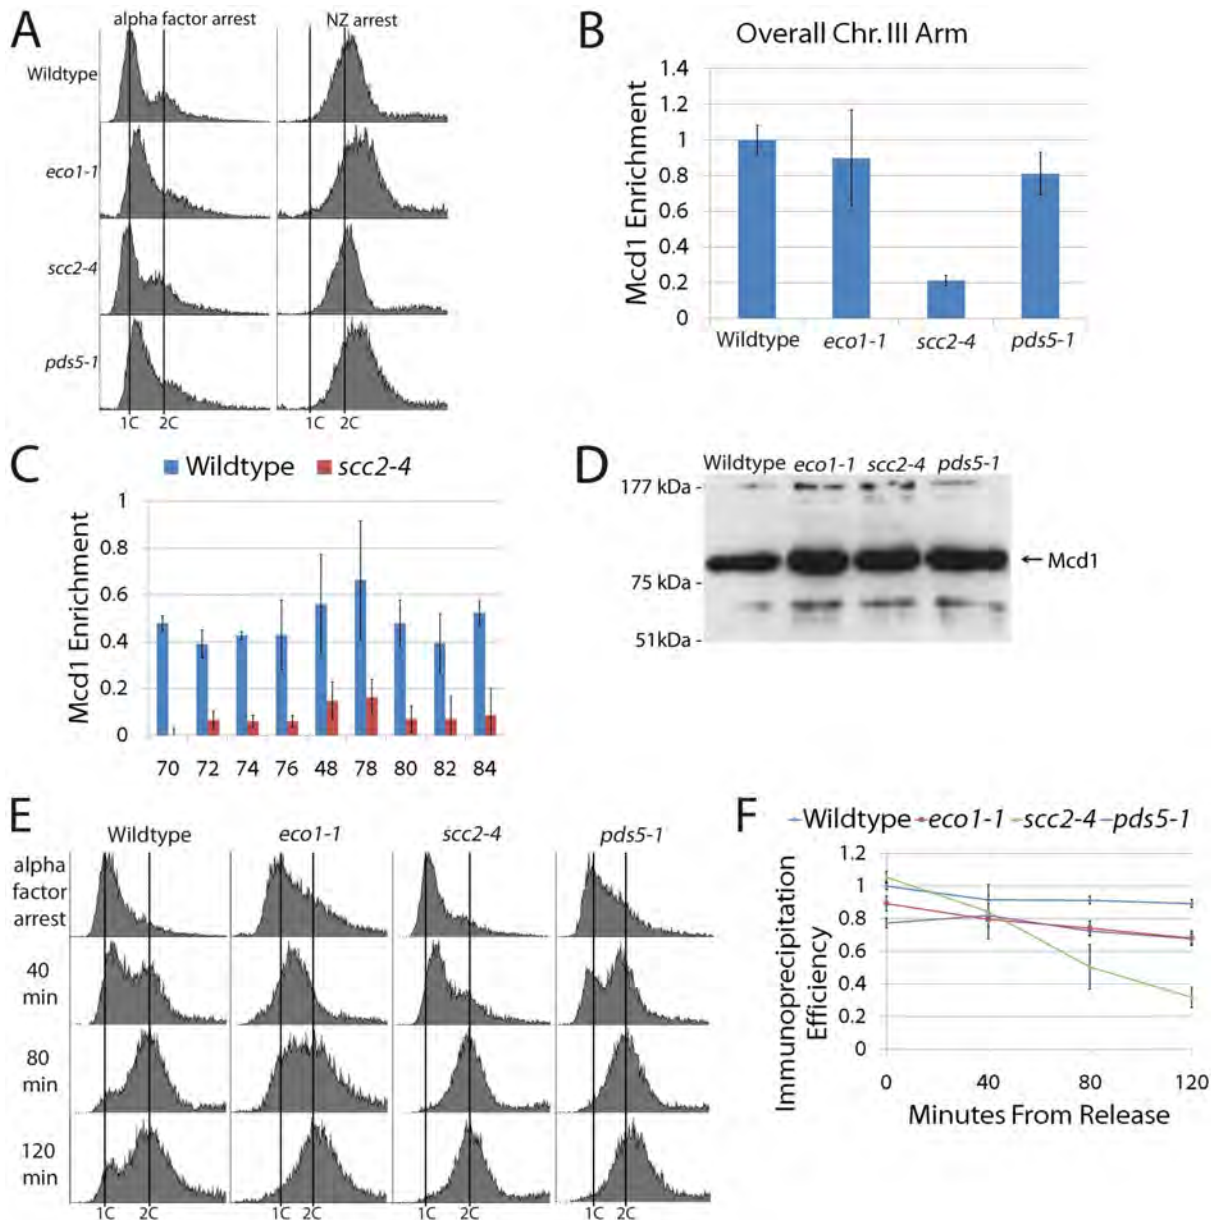 A
alpha factor arrest
NZ arrest
Wildtype
eco1-1
scc2-4
pds5-1
1C 2C
1C 2C
B
Overall Chr. III Arm
Mcd1 Enrichment
1.4
1.2
1
0.8
0.6
0.4
0.2
0
Wildtype eco1-1 scc2-4 pds5-1
C
Wildtype scc2-4
Mcd1 Enrichment
1
0.8
0.6
0.4
0.2
0
70 72 74 76 48 78 80 82 84
D
Wildtype eco1-1 scc2-4 pds5-1
177 kDa -
← Mcd1
75 kDa -
51kDa -
E
Wildtype eco1-1 scc2-4 pds5-1
alpha
factor
arrest
40
min
80
min
120
min
1C 2C
1C 2C
1C 2C
1C 2C
F
Wildtype eco1-1 scc2-4 pds5-1
Immunoprecipitation
Efficiency
1.2
1
0.8
0.6
0.4
0.2
0
0 40 80 120
Minutes From Release